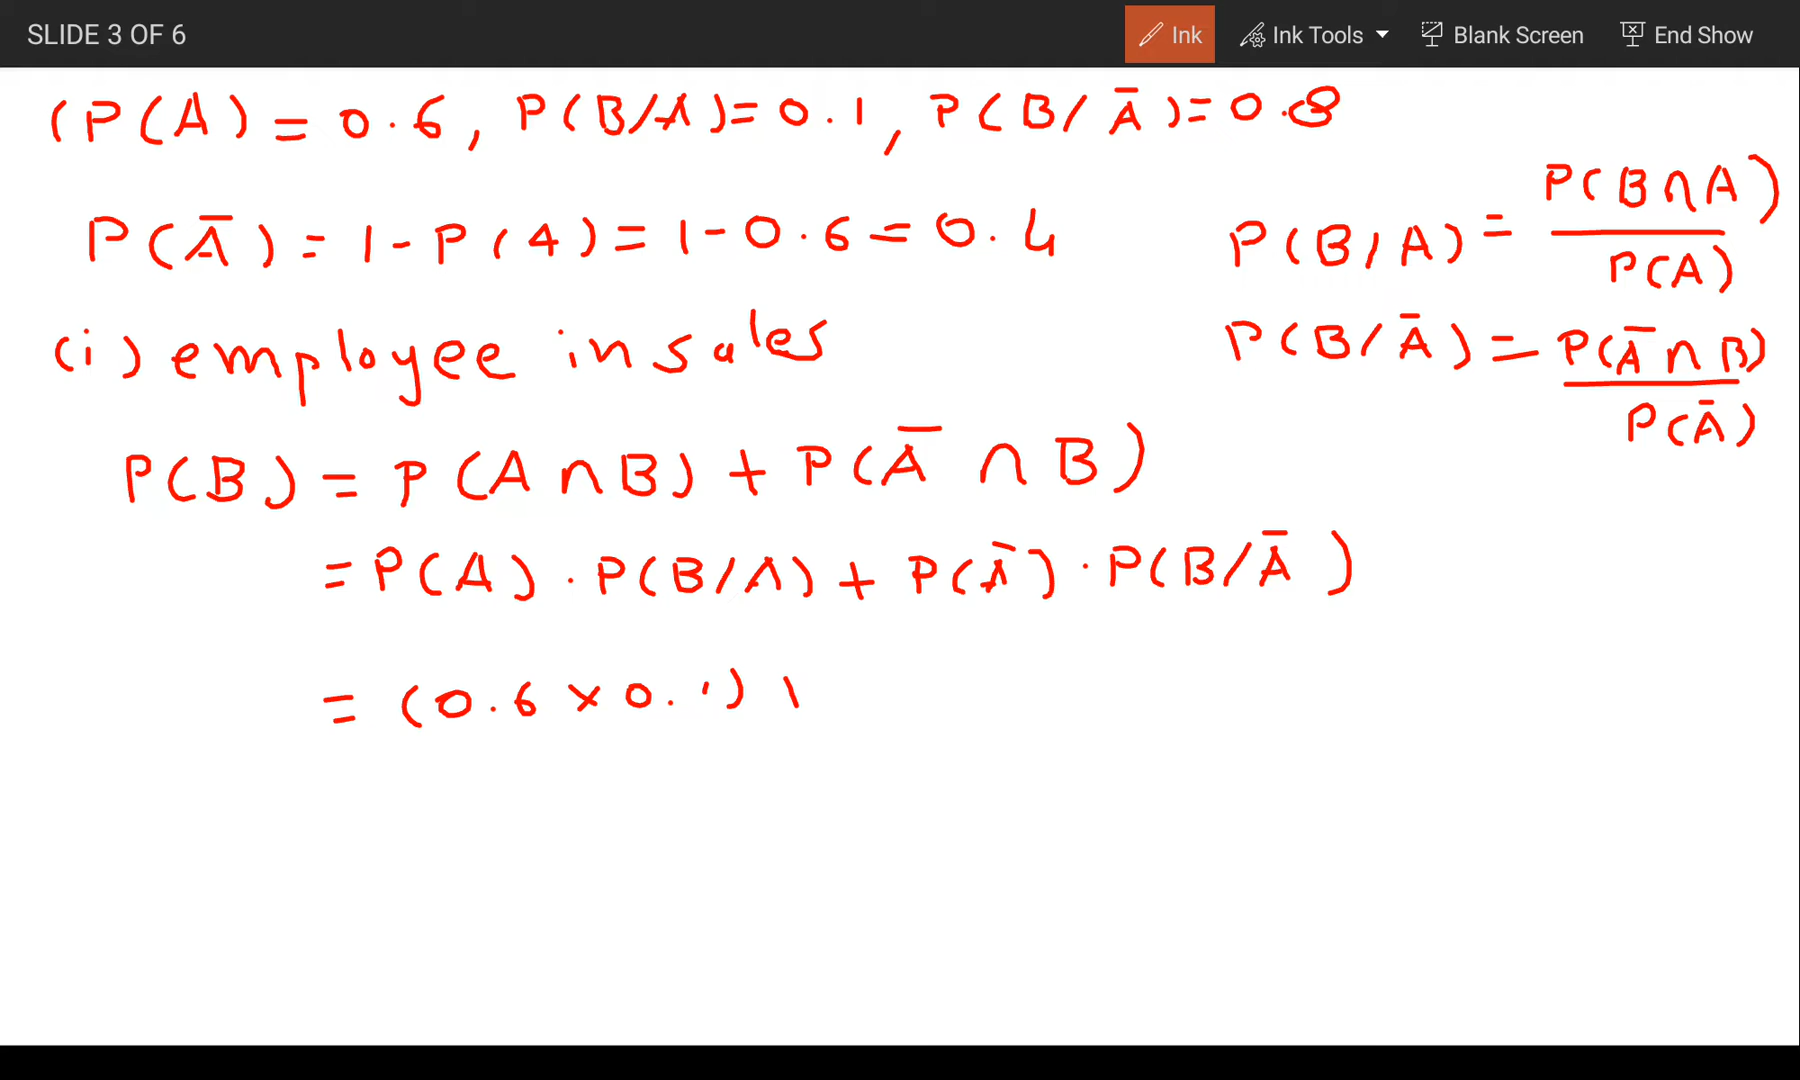 SLIDE 3 OF 6 Ink Ink Tools Blank Screen End Show
(P(A) = 0.6, P(B/A) = 0.1, P(B/Ā) = 0.8
P(Ā) = 1 - P(A) = 1 - 0.6 = 0.4
P(B/A) = P(B∩A) / P(A)
(i) employee in sales
P(B/Ā) = P(Ā∩B) / P(Ā)
P(B) = P(A∩B) + P(Ā∩B)
= P(A) . P(B/A) + P(Ā) . P(B/Ā)
= (0.6 × 0.1)